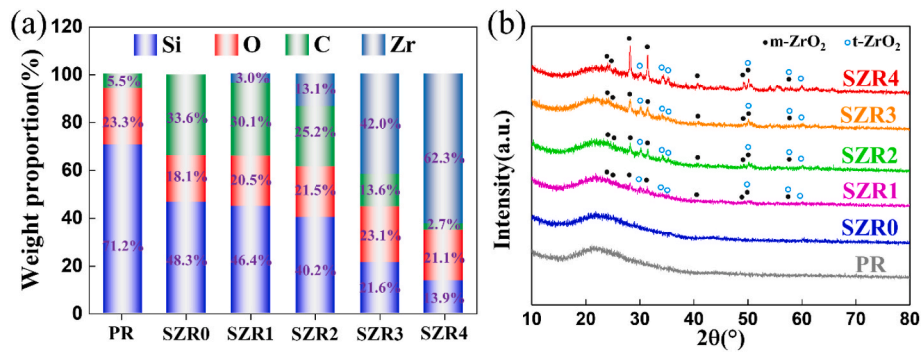 (a)
Weight proportion(%)
120
100
80
60
40
20
0
Si O C Zr
5.5%
23.3%
71.2%
33.6%
18.1%
48.3%
3.0%
30.1%
20.5%
46.4%
13.1%
25.2%
21.5%
40.2%
42.0%
13.6%
23.1%
21.6%
62.3%
2.7%
21.1%
13.9%
PR SZR0 SZR1 SZR2 SZR3 SZR4
(b)
Intensity(a.u.)
m-ZrO₂ t-ZrO₂
SZR4
SZR3
SZR2
SZR1
SZR0
PR
10 20 30 40 50 60 70 80
2θ(°)